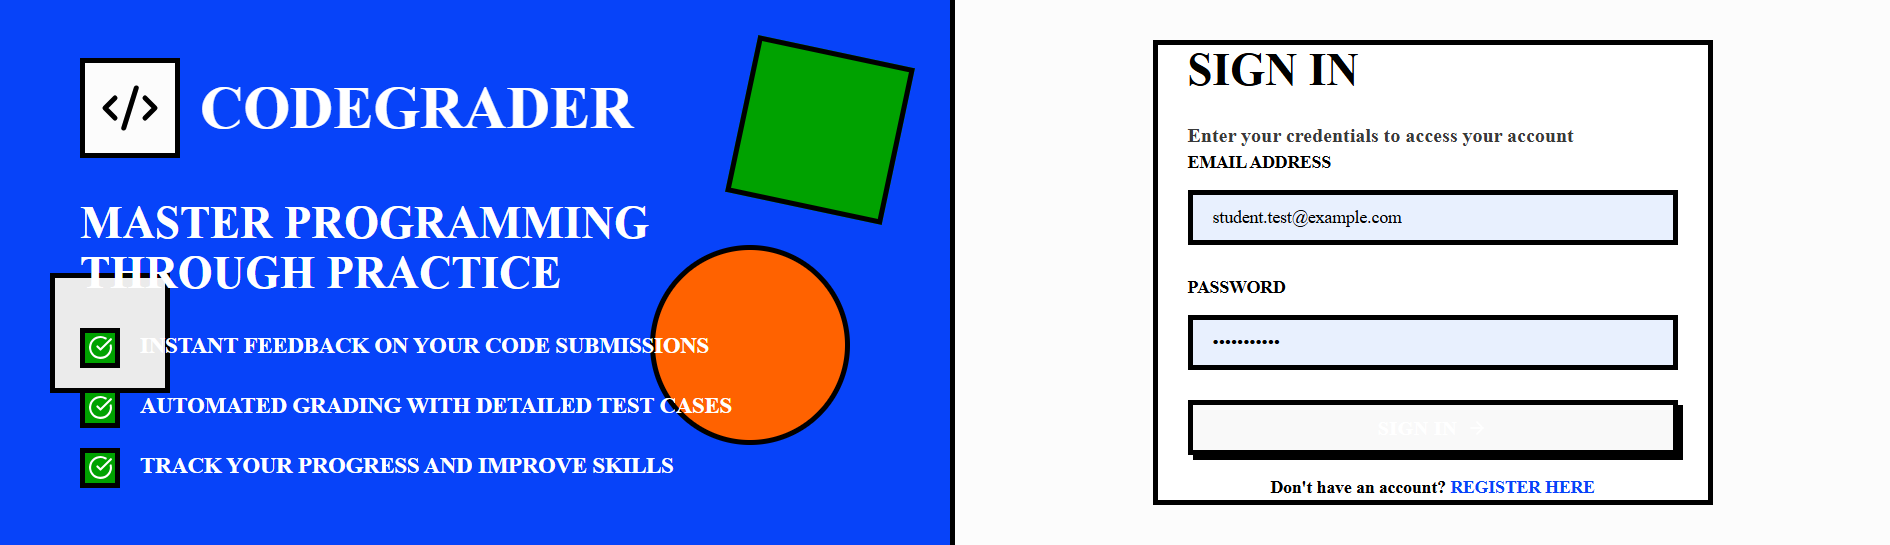 </>
CODEGRADER
MASTER PROGRAMMING
THROUGH PRACTICE
INSTANT FEEDBACK ON YOUR CODE SUBMISSIONS
AUTOMATED GRADING WITH DETAILED TEST CASES
TRACK YOUR PROGRESS AND IMPROVE SKILLS
SIGN IN
Enter your credentials to access your account
EMAIL ADDRESS
student.test@example.com
PASSWORD
•••••••••••
SIGN IN →
Don't have an account? REGISTER HERE